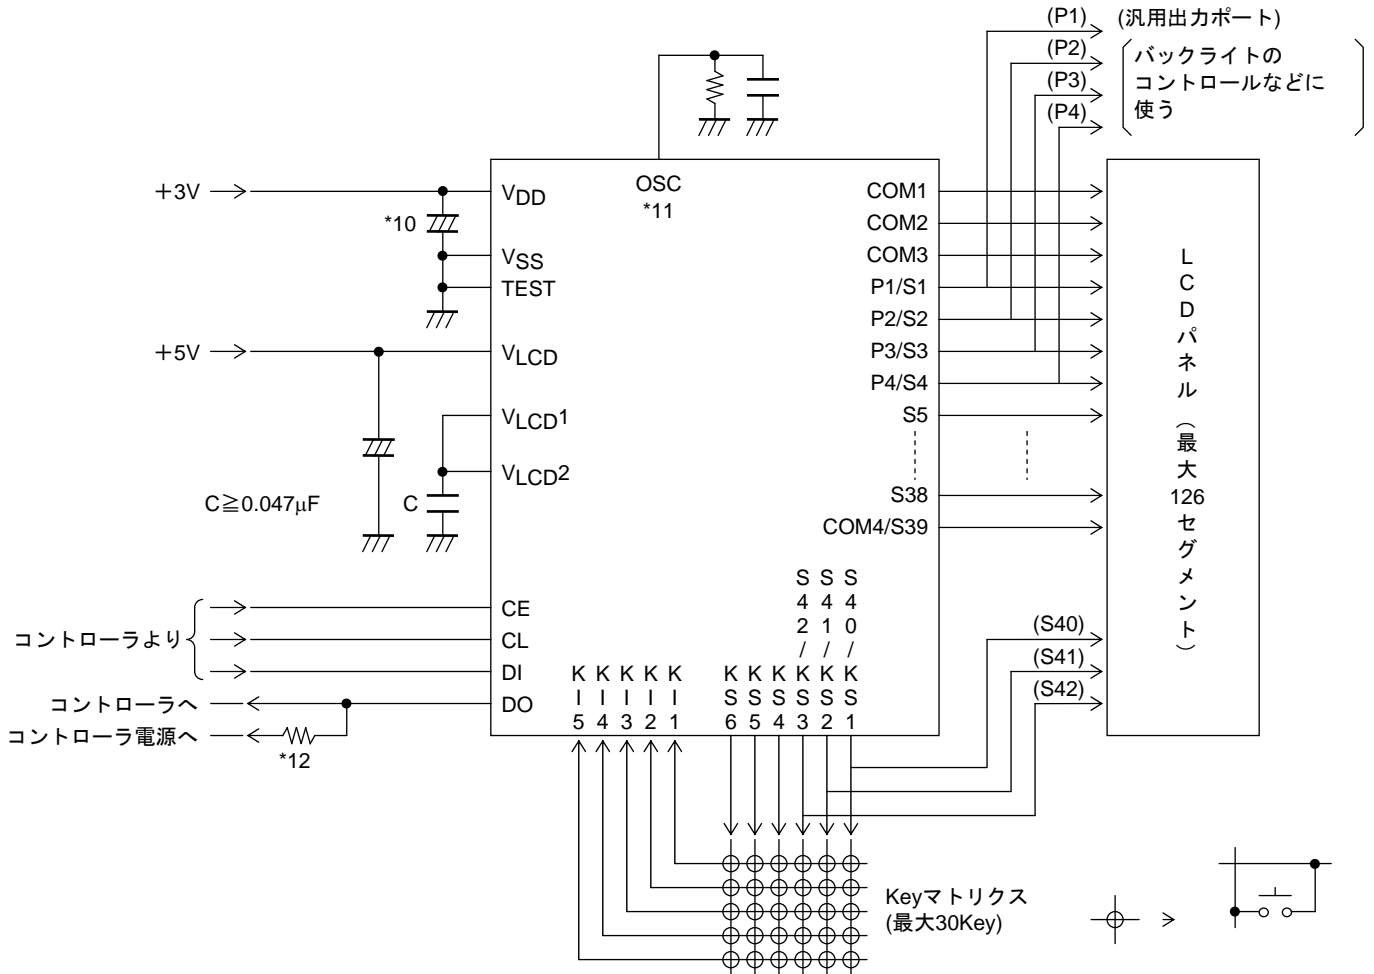 (P1) (汎用出力ポート)
(P2) バックライトの
(P3) コントロールなどに
(P4) 使う
OSC
*11
+3V
VDD
*10
VSS
TEST
+5V
VLCD
VLCD1
VLCD2
C≧0.047μF
C
コントローラより
CE
CL
DI
コントローラへ
DO
コントローラ電源へ
*12
COM1
COM2
COM3
P1/S1
P2/S2
P3/S3
P4/S4
S5
S38
COM4/S39
LCDパネル(最大126セグメント)
KI5
KI4
KI3
KI2
KI1
KS6
KS5
KS4
S42/KS3
S41/KS2
S40/KS1
(S40)
(S41)
(S42)
Keyマトリクス
(最大30Key)